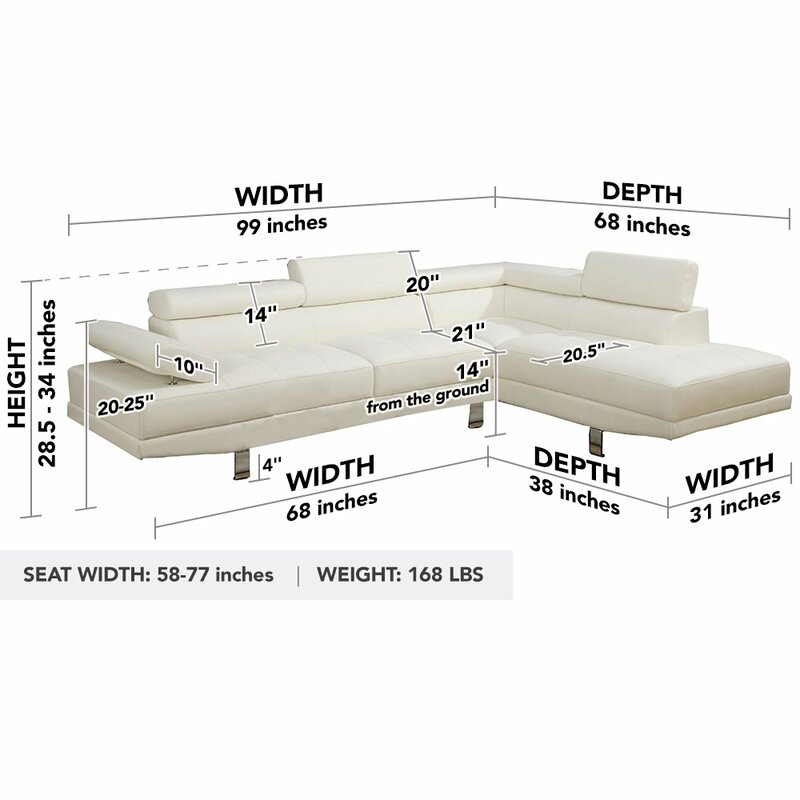 WIDTH
99 inches
DEPTH
68 inches
HEIGHT
28.5 - 34 inches
20"
14"
21"
10"
20.5"
14"
from the ground
20-25"
4"
WIDTH
68 inches
DEPTH
38 inches
WIDTH
31 inches
SEAT WIDTH: 58-77 inches | WEIGHT: 168 LBS